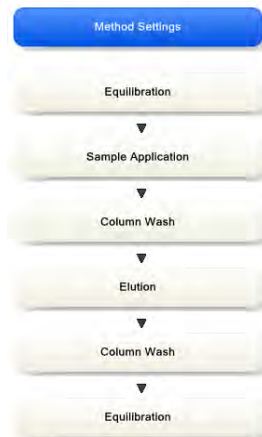 Method Settings
Equilibration
Sample Application
Column Wash
Elution
Column Wash
Equilibration